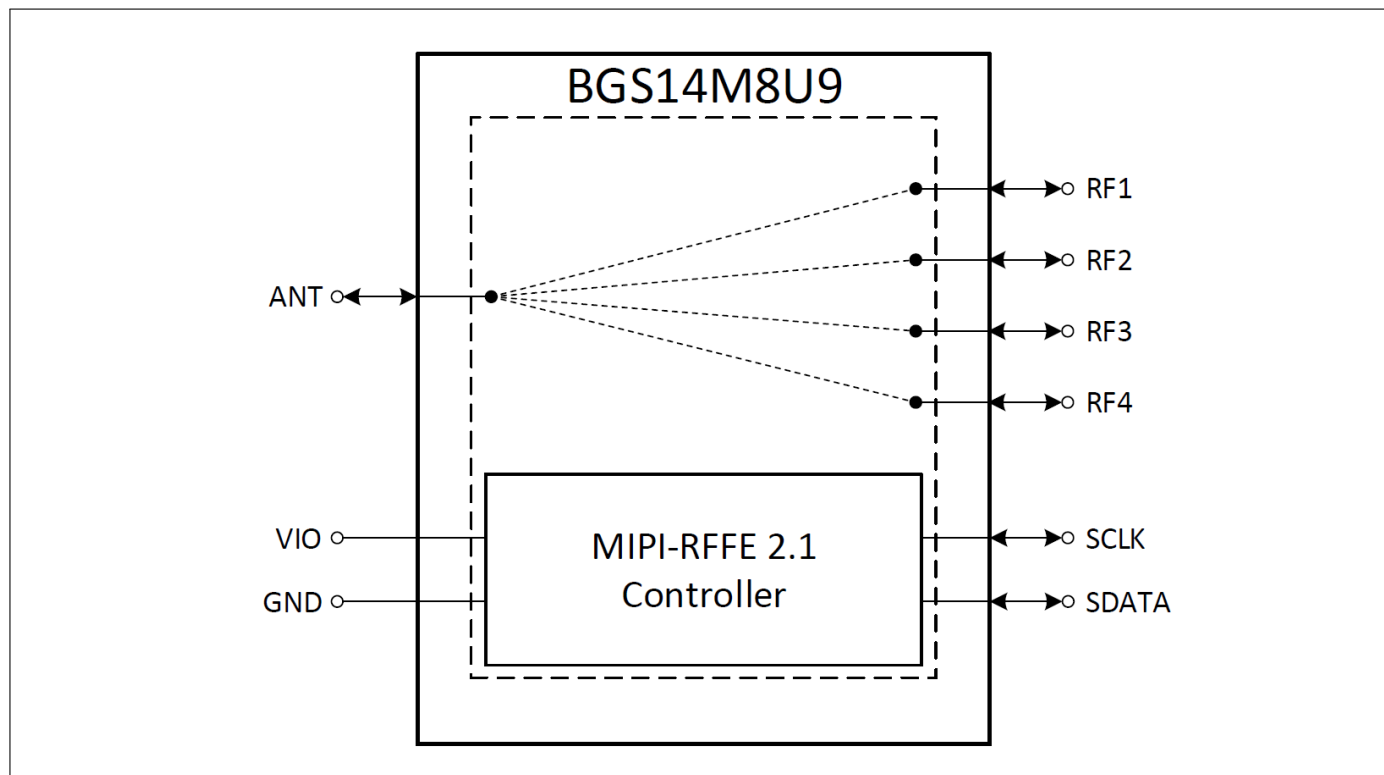 BGS14M8U9
ANT
RF1
RF2
RF3
RF4
VIO
GND
MIPI-RFFE 2.1
Controller
SCLK
SDATA